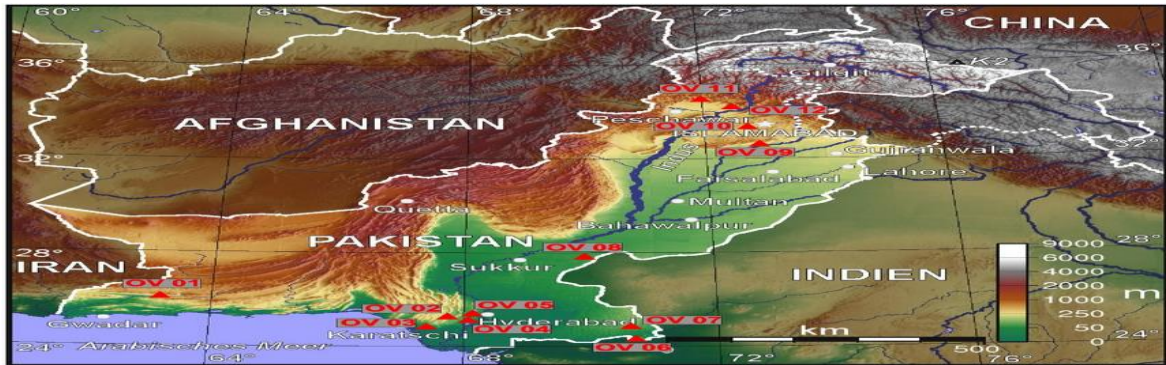 60° 64° 68° 72° 76° CHINA
36° 36°
K2
Gilgit
OV 11
OV 12
AFGHANISTAN
Peschawar
OV 10 ISLAMABAD
32° 32°
OV 09
Indus
Gujranwala
Faisalabad Lahore
Quetta
Multan
Bahawalpur
PAKISTAN
OV 08
28° 28°
IRAN
Sukkur
INDIEN
OV 01
9000
6000
4000
2500
1000
250
50
0
m
OV 02 OV 05
Gwadar
OV 03 Hyderabad OV 07
Karatschi OV 04
km
500
OV 06
24° Arabisches Meer 24°
64° 68° 72° 76°